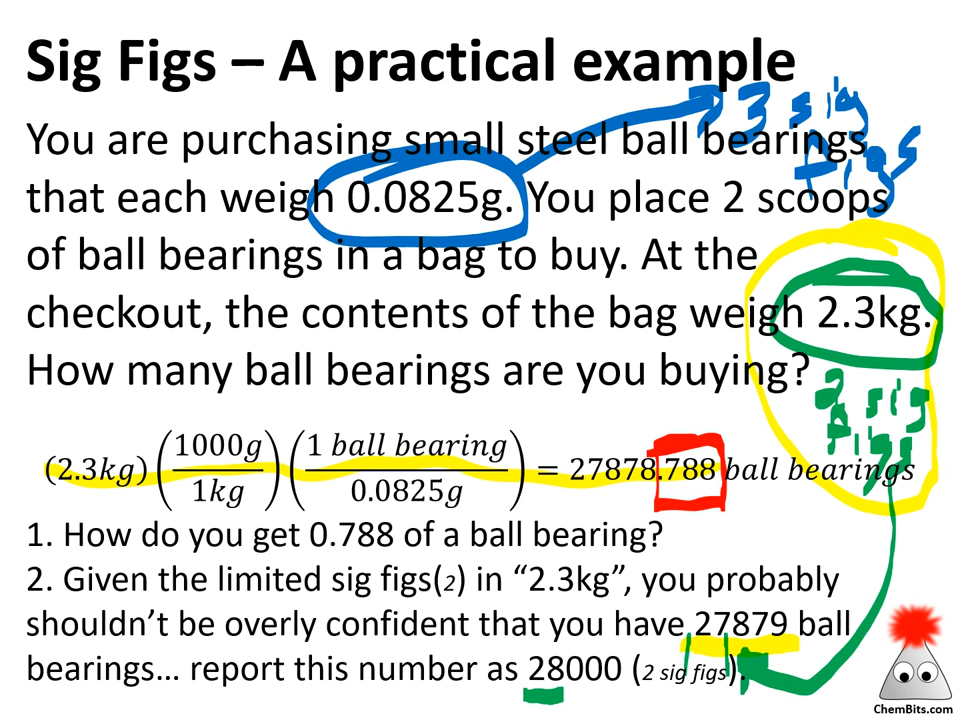 Sig Figs – A practical example
3 sig
figs
You are purchasing small steel ball bearings
that each weigh 0.0825g. You place 2 scoops
of ball bearings in a bag to buy. At the
checkout, the contents of the bag weigh 2.3kg.
How many ball bearings are you buying?
2 sig
figs
(2.3kg) (1000g / 1kg) (1 ball bearing / 0.0825g) = 27878.788 ball bearings
1. How do you get 0.788 of a ball bearing?
2. Given the limited sig figs(2) in “2.3kg”, you probably
shouldn’t be overly confident that you have 27879 ball
bearings… report this number as 28000 (2 sig figs).
ChemBits.com